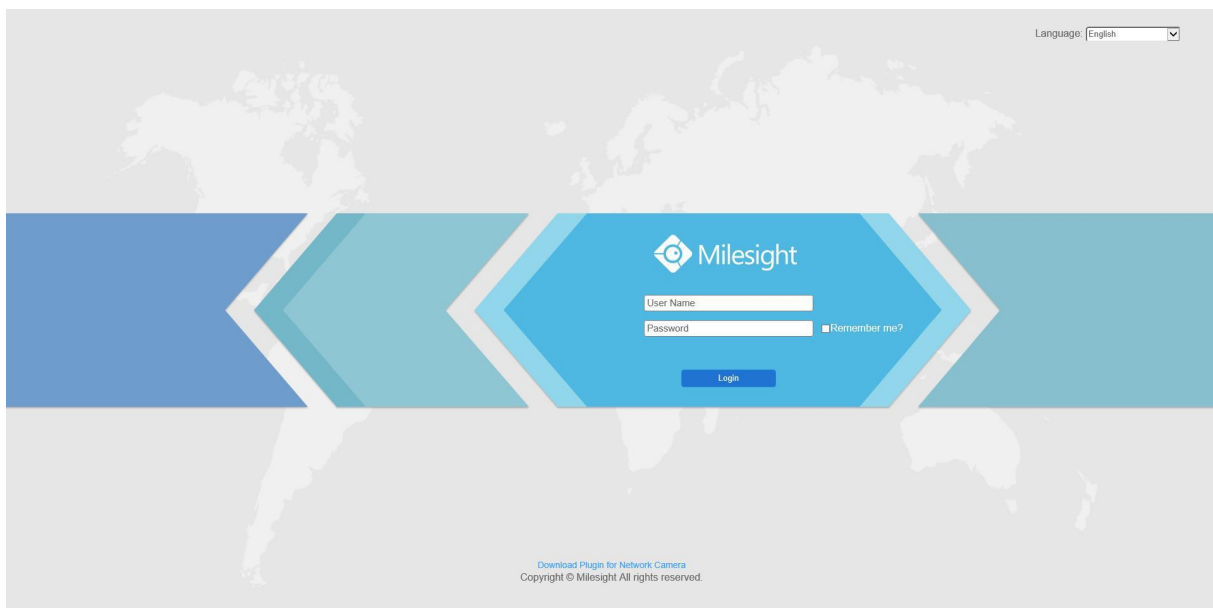 Language: English
Milesight
User Name
Password Remember me?
Login
Download Plugin for Network Camera
Copyright © Milesight All rights reserved.